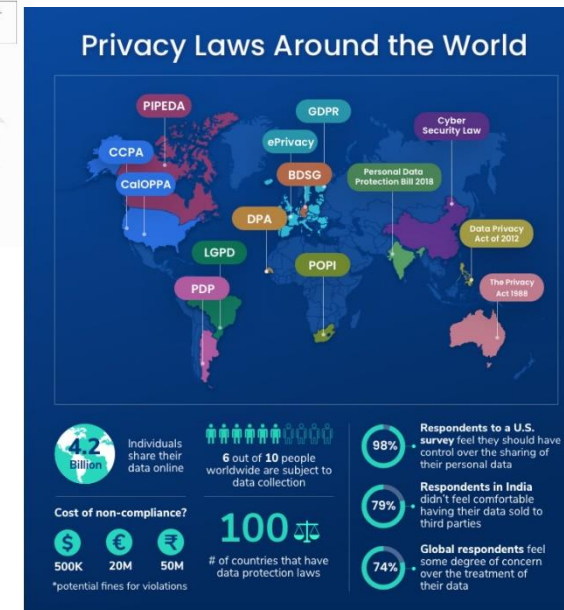 Privacy Laws Around the World
PIPEDA
GDPR
Cyber
Security Law
CCPA
ePrivacy
CalOPPA
BDSG
Personal Data
Protection Bill 2018
DPA
Data Privacy
Act of 2012
LGPD
POPI
PDP
The Privacy
Act 1988
4.2
Billion
Individuals
share their
data online
6 out of 10 people
worldwide are subject to
data collection
98%
Respondents to a U.S.
survey feel they should have
control over the sharing of
their personal data
Cost of non-compliance?
$
€
₹
500K
20M
50M
*potential fines for violations
100
# of countries that have
data protection laws
79%
Respondents in India
didn't feel comfortable
having their data sold to
third parties
74%
Global respondents feel
some degree of concern
over the treatment of
their data